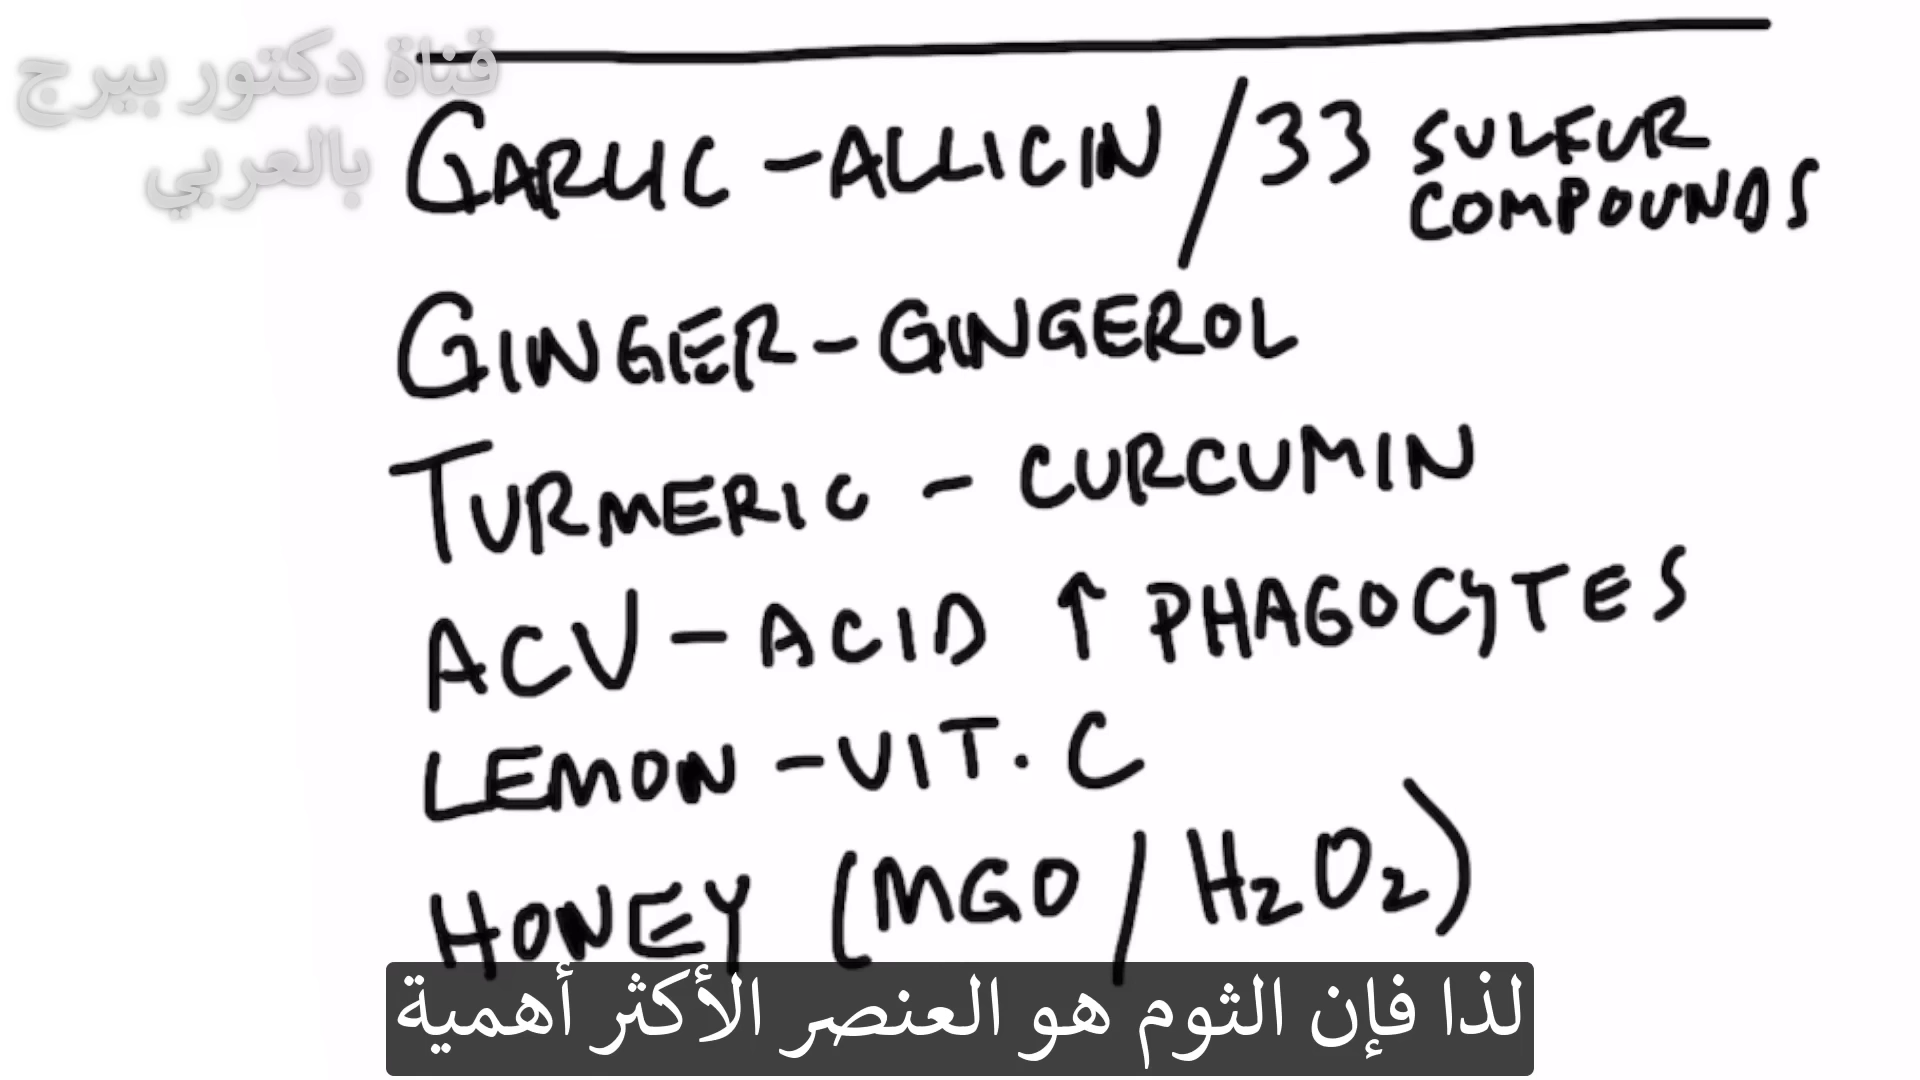 قناة دكتور بيرج
بالعربي
GARLIC - ALLICIN / 33 SULFUR
COMPOUNDS
GINGER - GINGEROL
TURMERIC - CURCUMIN
ACV - ACID ↑ PHAGOCYTES
LEMON - VIT. C
HONEY (MGO / H₂O₂)
لذا فإن الثوم هو العنصر الأكثر أهمية